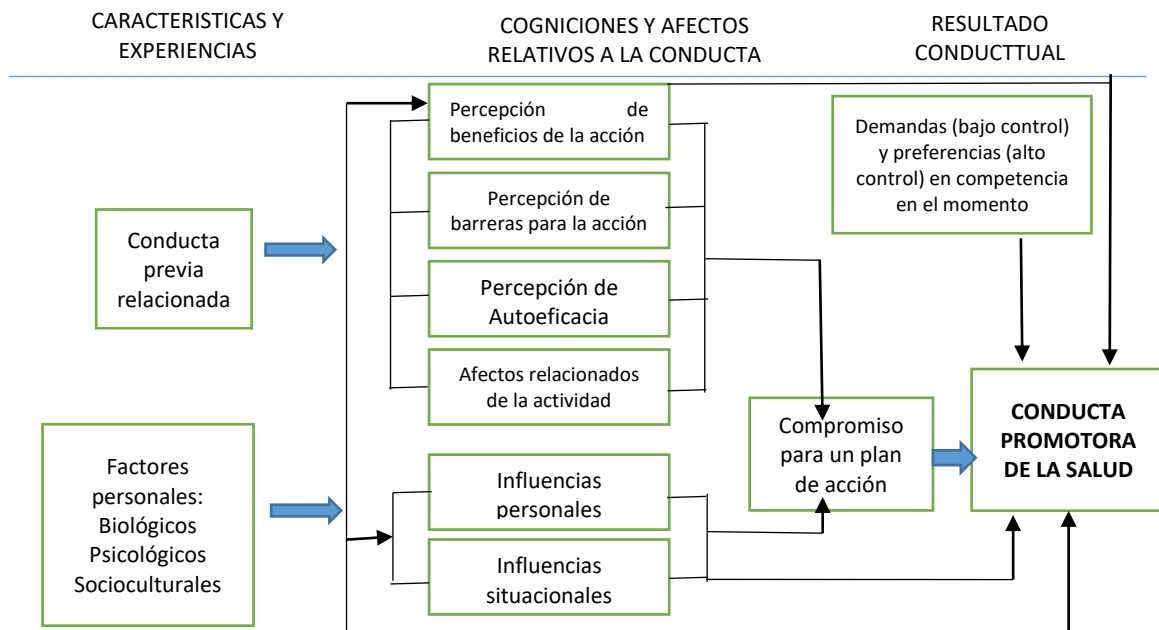 CARACTERISTICAS Y
EXPERIENCIAS
COGNICIONES Y AFECTOS
RELATIVOS A LA CONDUCTA
RESULTADO
CONDUCTTUAL
Conducta
previa
relacionada
Factores
personales:
Biológicos
Psicológicos
Socioculturales
Percepción de
beneficios de la acción
Percepción de
barreras para la acción
Percepción de
Autoeficacia
Afectos relacionados
de la actividad
Influencias
personales
Influencias
situacionales
Compromiso
para un plan
de acción
Demandas (bajo control)
y preferencias (alto
control) en competencia
en el momento
CONDUCTA
PROMOTORA
DE LA SALUD